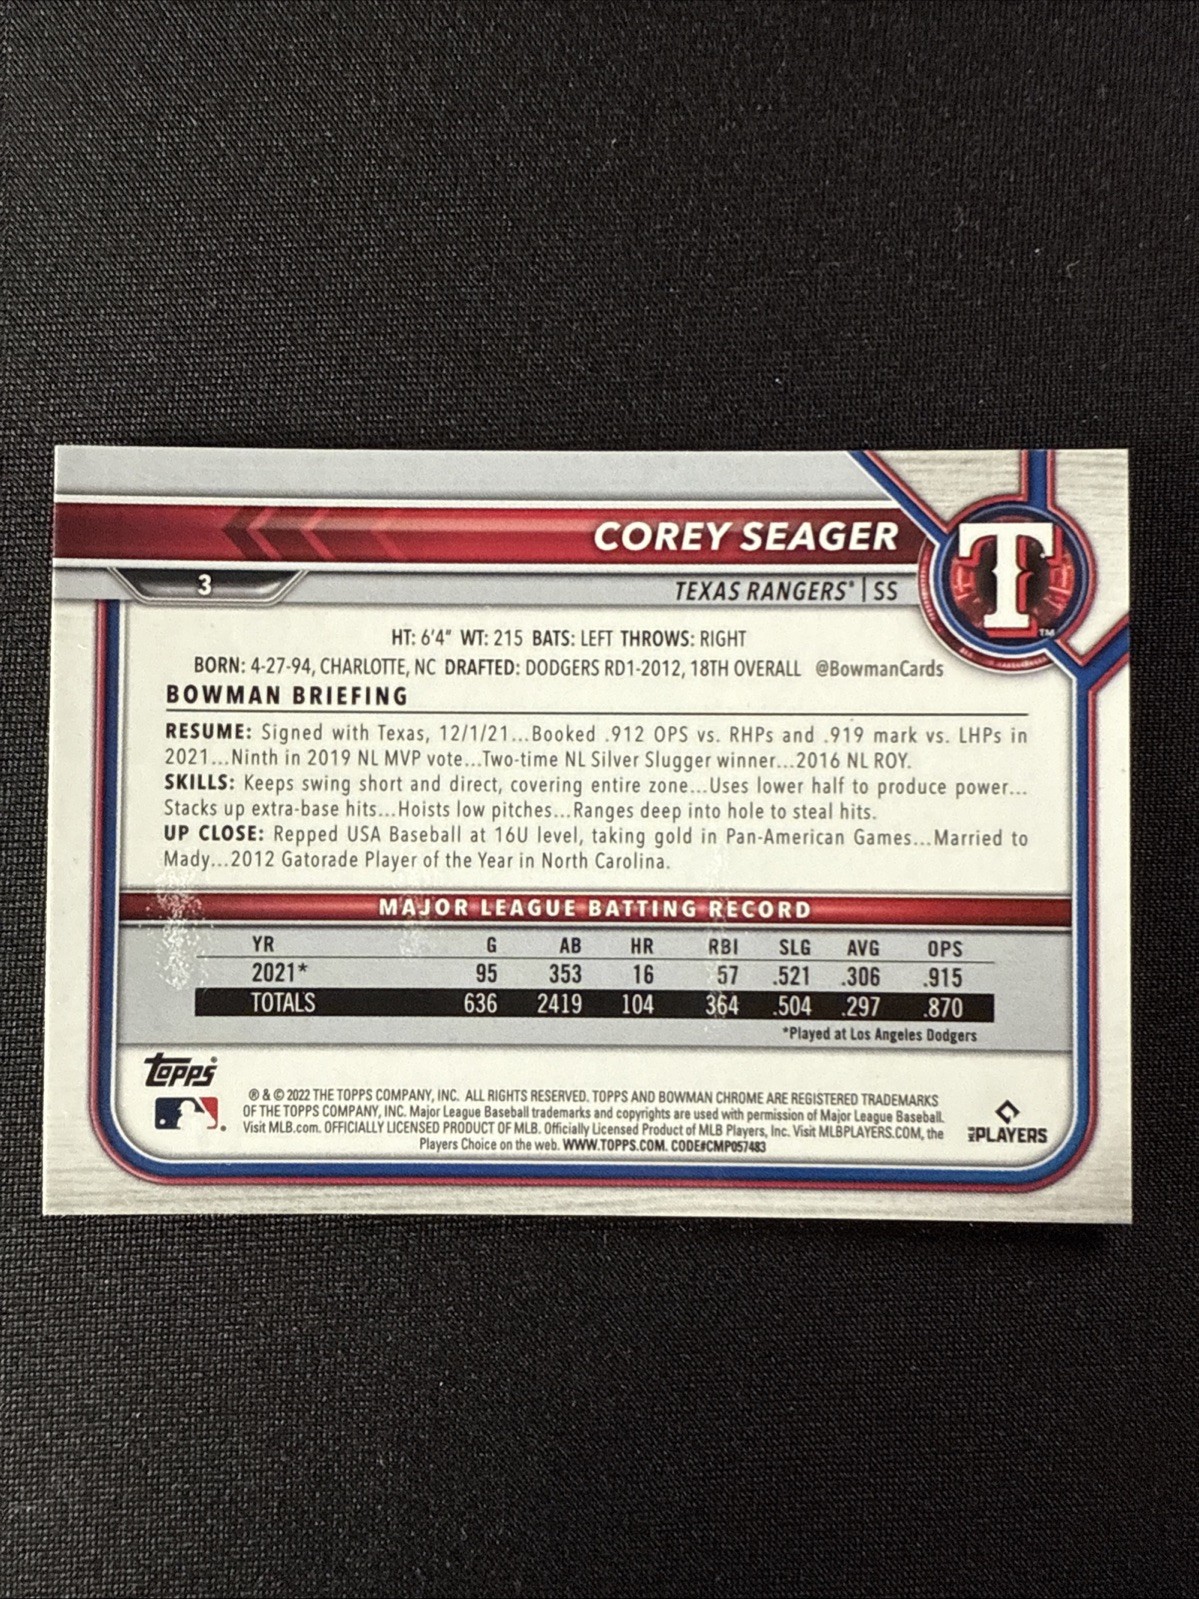 COREY SEAGER
3
TEXAS RANGERS® | SS
T
™
HT: 6'4" WT: 215 BATS: LEFT THROWS: RIGHT
BORN: 4-27-94, CHARLOTTE, NC DRAFTED: DODGERS RD1-2012, 18TH OVERALL @BowmanCards
BOWMAN BRIEFING
RESUME: Signed with Texas, 12/1/21...Booked .912 OPS vs. RHPs and .919 mark vs. LHPs in
2021...Ninth in 2019 NL MVP vote...Two-time NL Silver Slugger winner...2016 NL ROY.
SKILLS: Keeps swing short and direct, covering entire zone...Uses lower half to produce power...
Stacks up extra-base hits...Hoists low pitches...Ranges deep into hole to steal hits.
UP CLOSE: Repped USA Baseball at 16U level, taking gold in Pan-American Games...Married to
Mady...2012 Gatorade Player of the Year in North Carolina.
MAJOR LEAGUE BATTING RECORD
YR G AB HR RBI SLG AVG OPS
2021* 95 353 16 57 .521 .306 .915
TOTALS 636 2419 104 364 .504 .297 .870
*Played at Los Angeles Dodgers
Topps®
® & © 2022 THE TOPPS COMPANY, INC. ALL RIGHTS RESERVED. TOPPS AND BOWMAN CHROME ARE REGISTERED TRADEMARKS
OF THE TOPPS COMPANY, INC. Major League Baseball trademarks and copyrights are used with permission of Major League Baseball.
Visit MLB.com. OFFICIALLY LICENSED PRODUCT OF MLB. Officially Licensed Product of MLB Players, Inc. Visit MLBPLAYERS.COM, the
Players Choice on the web. WWW.TOPPS.COM. CODE#CMP057483
MLB PLAYERS